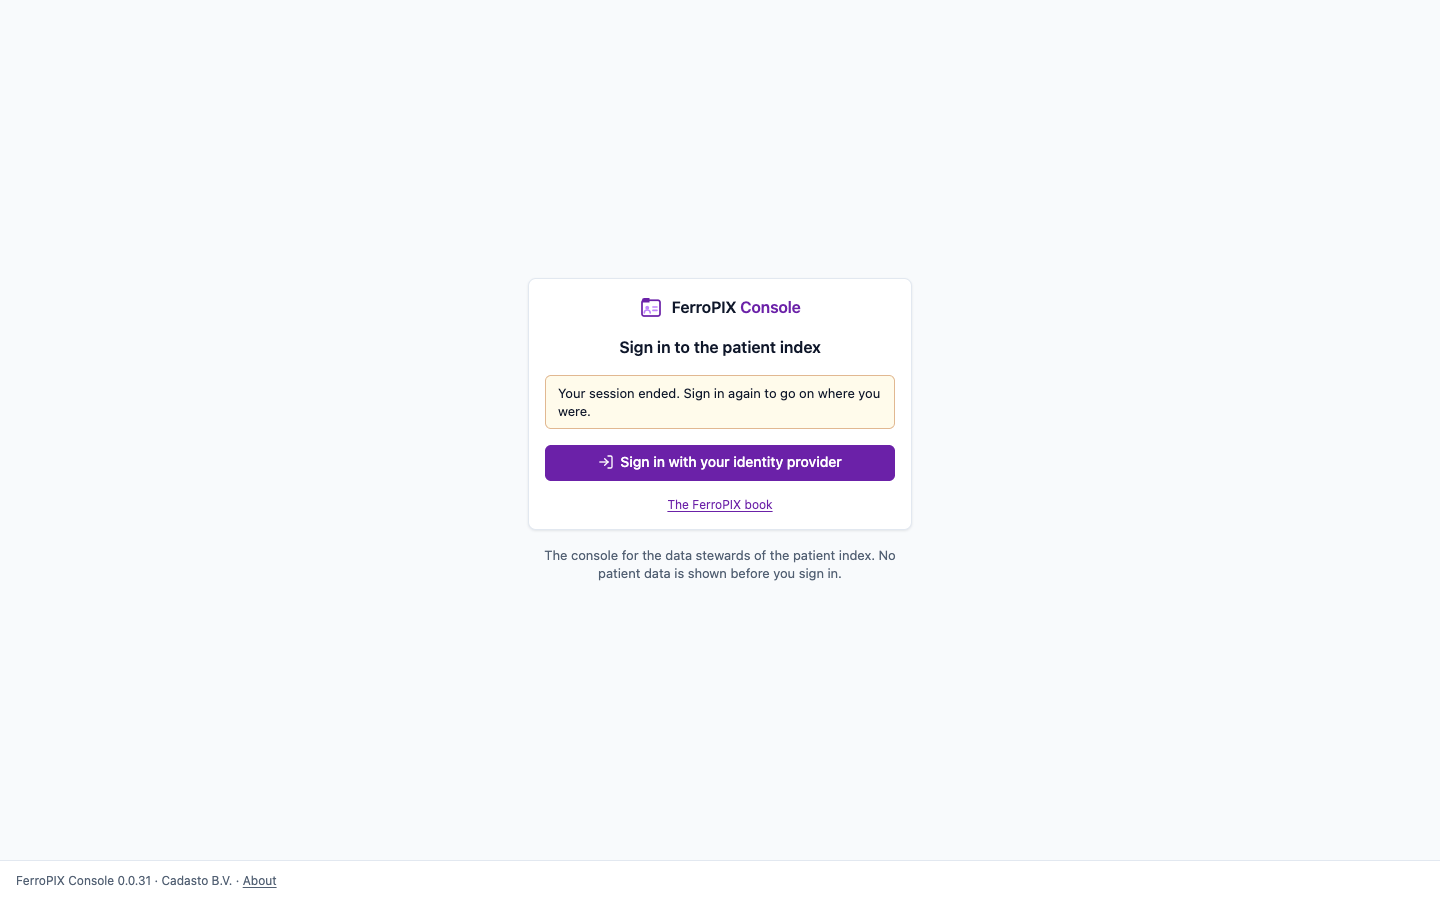 FerroPIX Console
Sign in to the patient index
Your session ended. Sign in again to go on where you
were.
Sign in with your identity provider
The FerroPIX book
The console for the data stewards of the patient index. No
patient data is shown before you sign in.
FerroPIX Console 0.0.31 · Cadasto B.V. · About